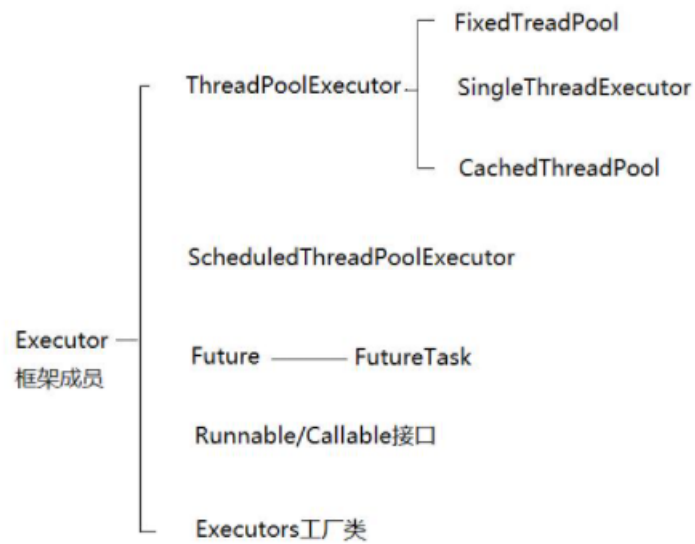 FixedTreadPool
ThreadPoolExecutor
SingleThreadExecutor
CachedThreadPool
ScheduledThreadPoolExecutor
Executor
框架成员
Future
FutureTask
Runnable/Callable接口
Executors工厂类